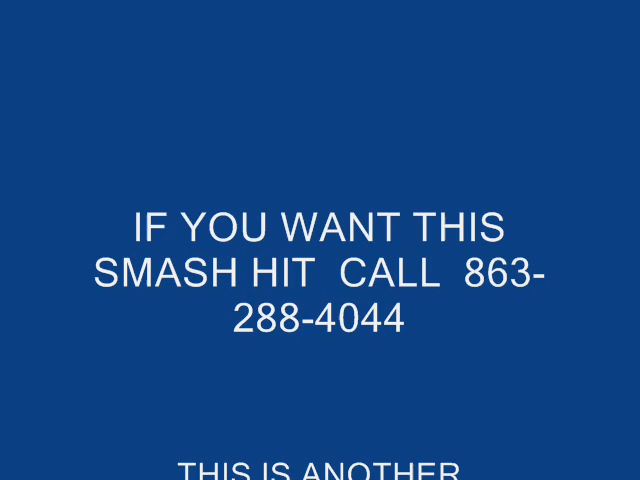 IF YOU WANT THIS
SMASH HIT  CALL  863-
288-4044
THIS IS ANOTHER